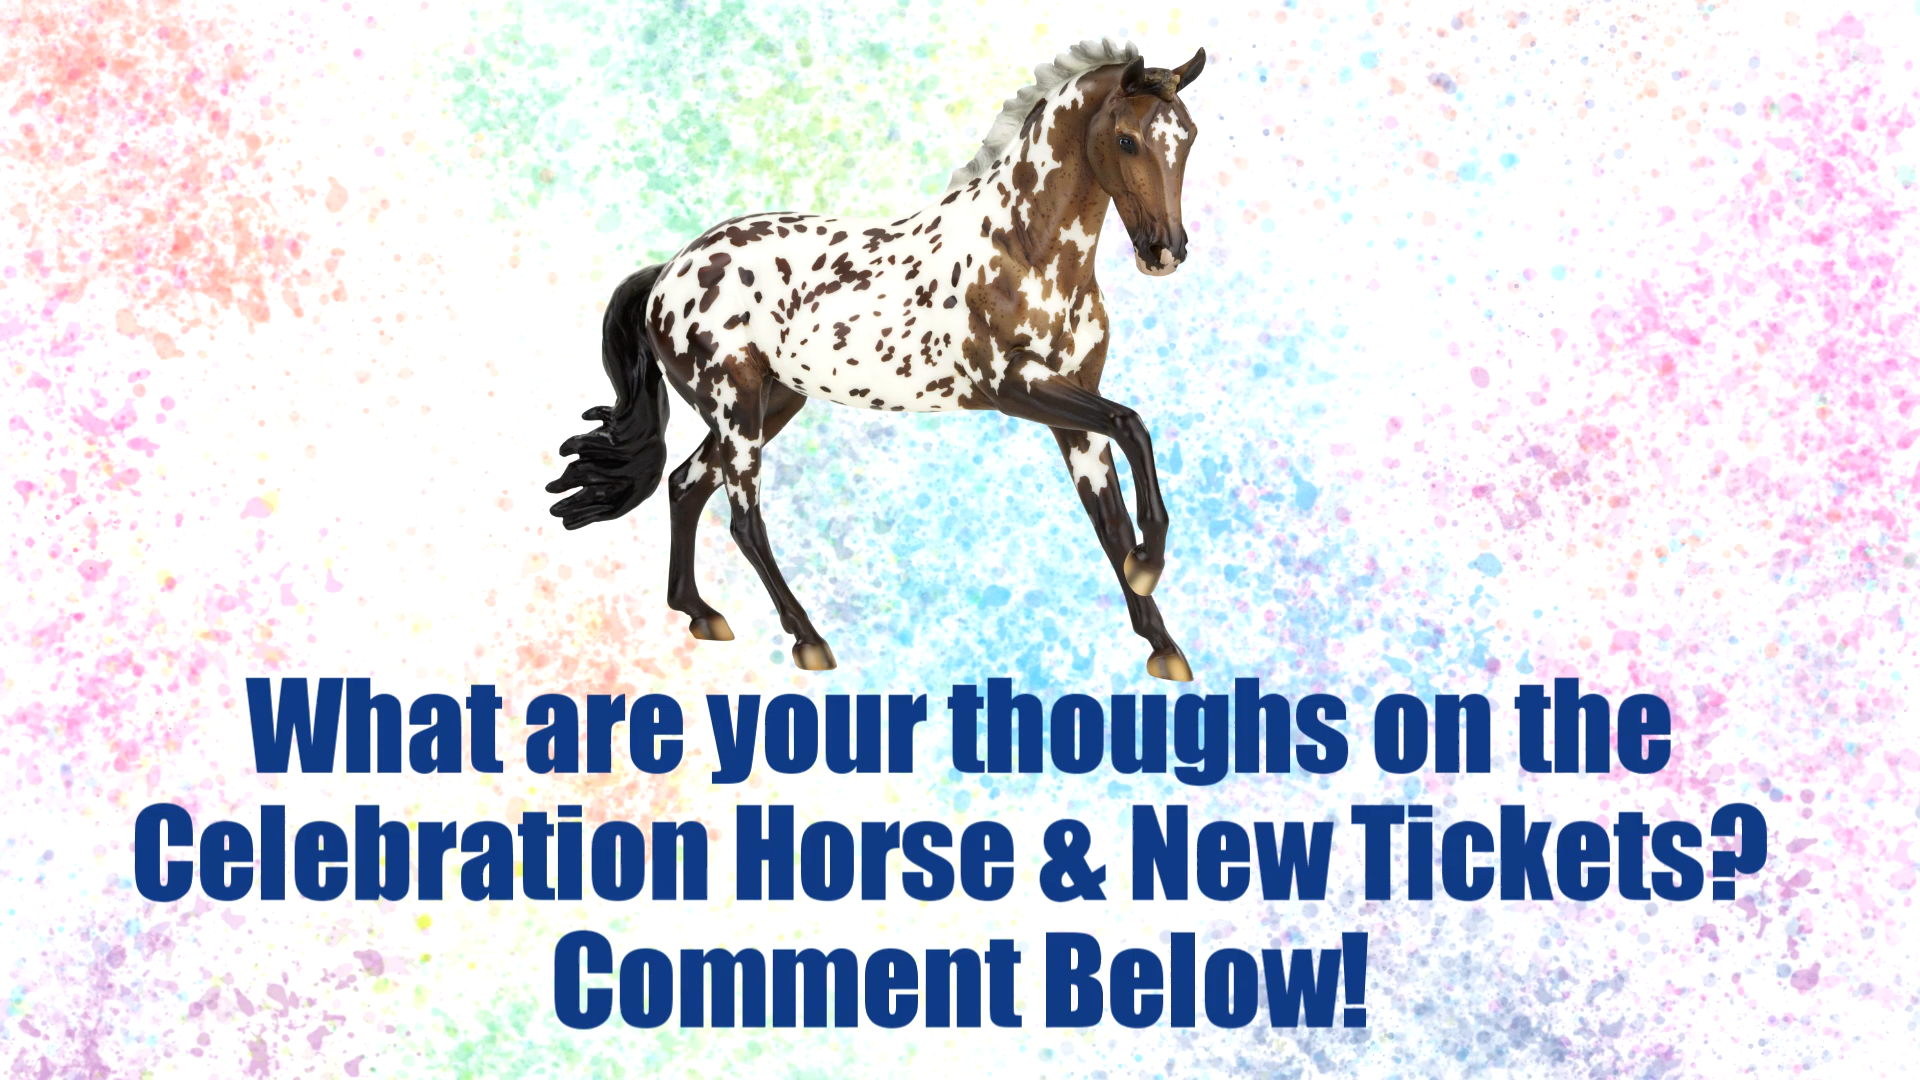 What are your thoughs on the
Celebration Horse & New Tickets?
Comment Below!